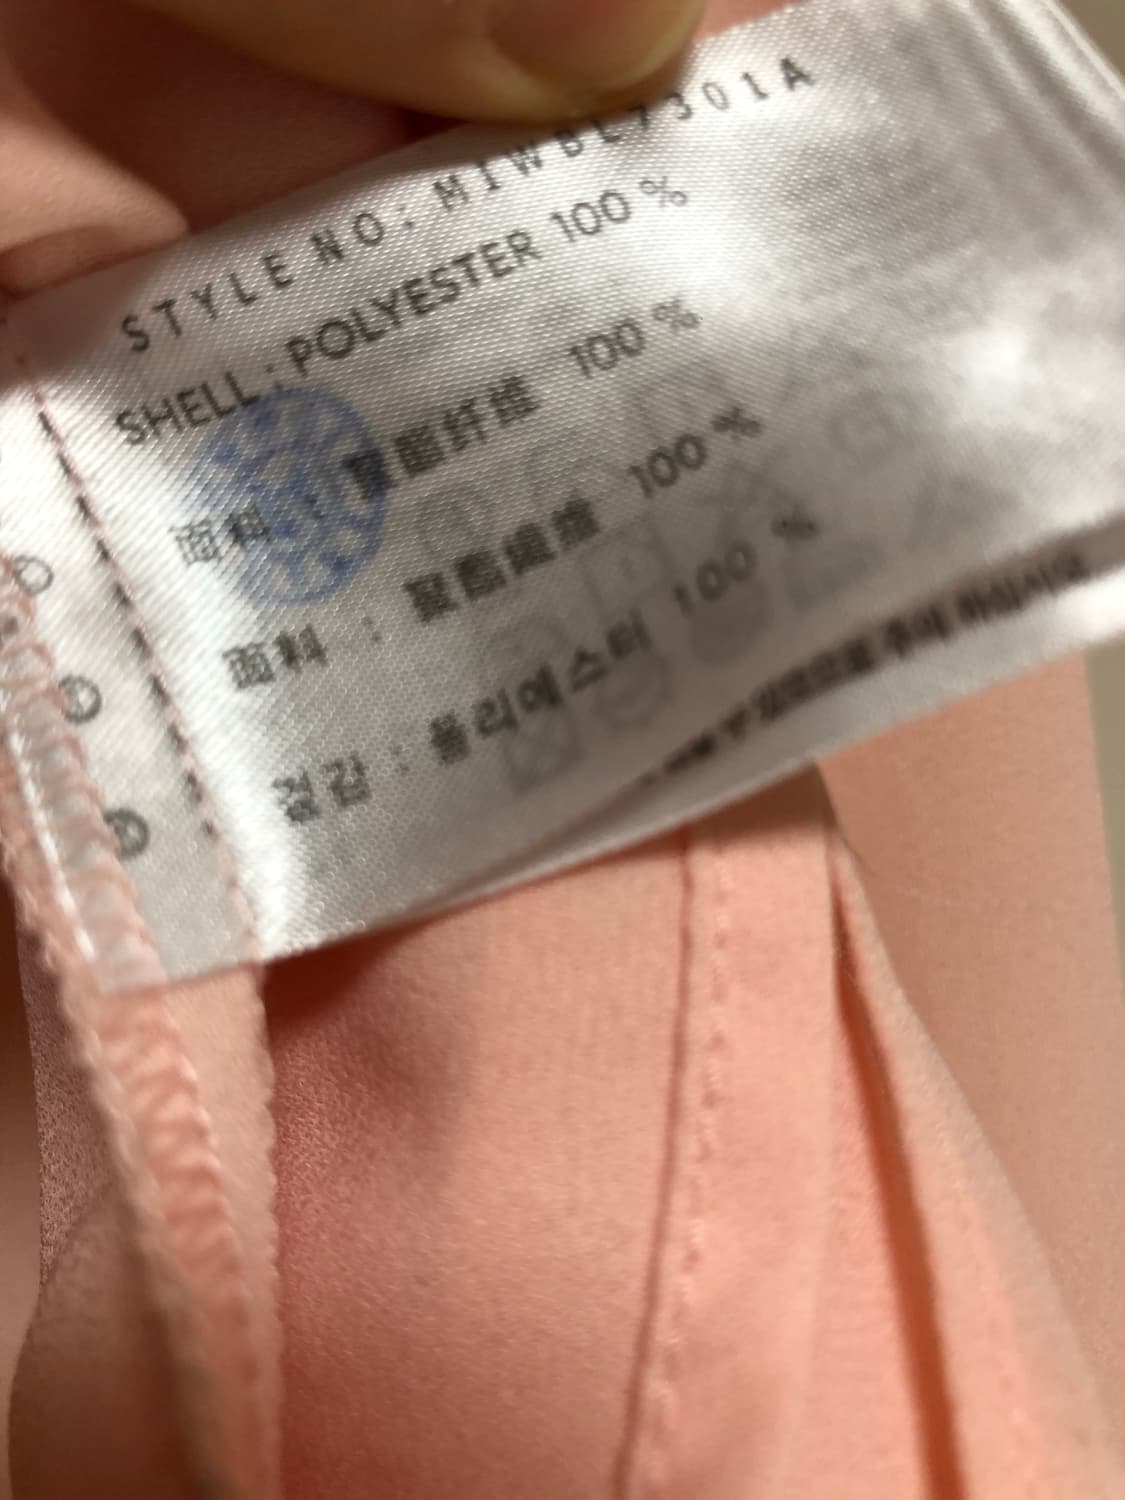 STYLE NO: MIWBL7301A
SHELL : POLYESTER 100 %
面料 : 聚酯纤维 100 %
面料 : 聚酯纖維 100 %
겉감 : 폴리에스터 100 %